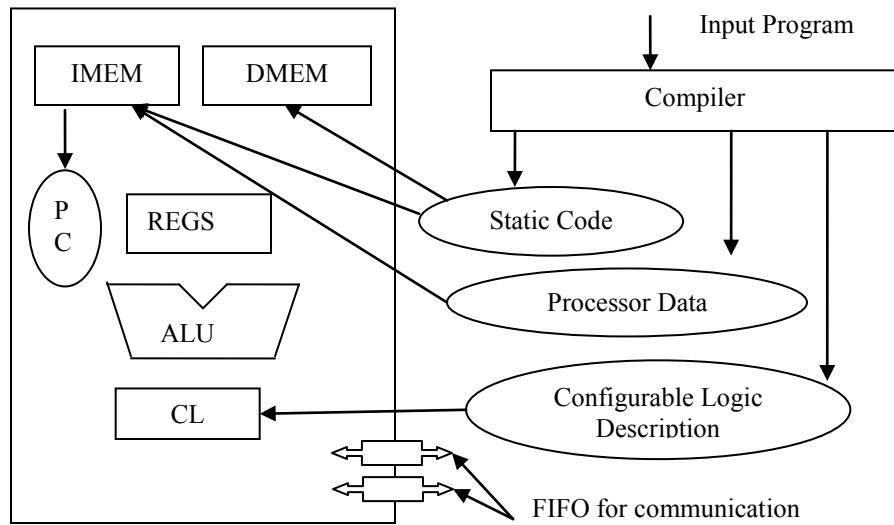 Input Program
IMEM
DMEM
Compiler
P
C
REGS
Static Code
Processor Data
ALU
CL
Configurable Logic
Description
FIFO for communication